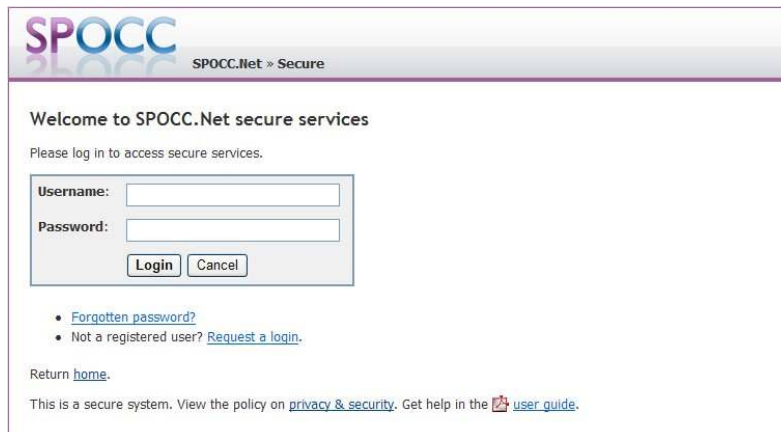 SPOCC
SPOCC.Net » Secure
Welcome to SPOCC.Net secure services
Please log in to access secure services.
Username:
Password:
Login Cancel
• Forgotten password?
• Not a registered user? Request a login.
Return home.
This is a secure system. View the policy on privacy & security. Get help in the user guide.